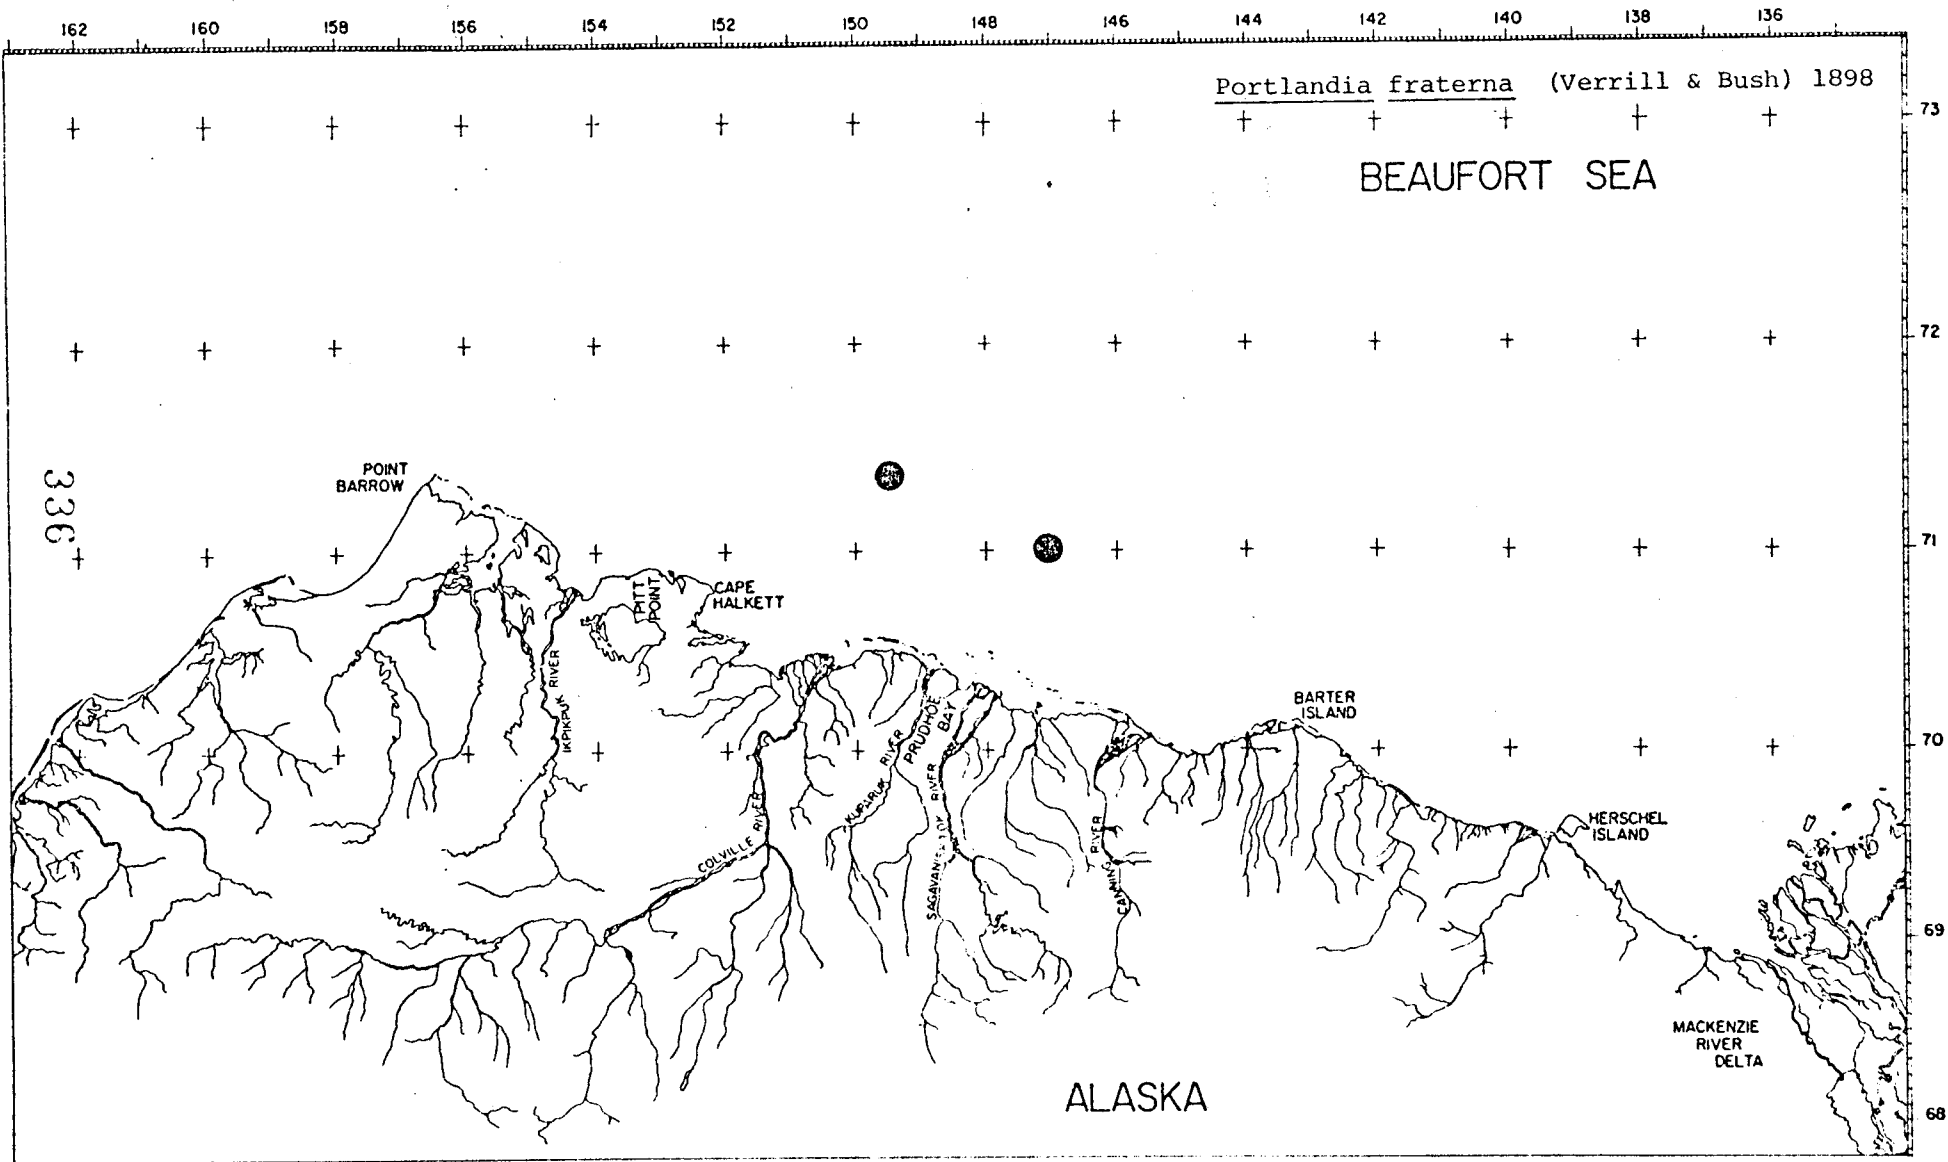 162 160 158 156 154 152 150 148 146 144 142 140 138 136
Portlandia fraterna (Verrill & Bush) 1898
73
BEAUFORT SEA
72
POINT
BARROW
336
71
PITT
POINT
CAPE
HALKETT
IKPIKPUK RIVER
BARTER
ISLAND
PRUDHOE
BAY
70
KUPARUK RIVER
COLVILLE RIVER
SAGAVANIRKTOK RIVER
CANNING RIVER
HERSCHEL
ISLAND
69
MACKENZIE
RIVER
DELTA
ALASKA
68